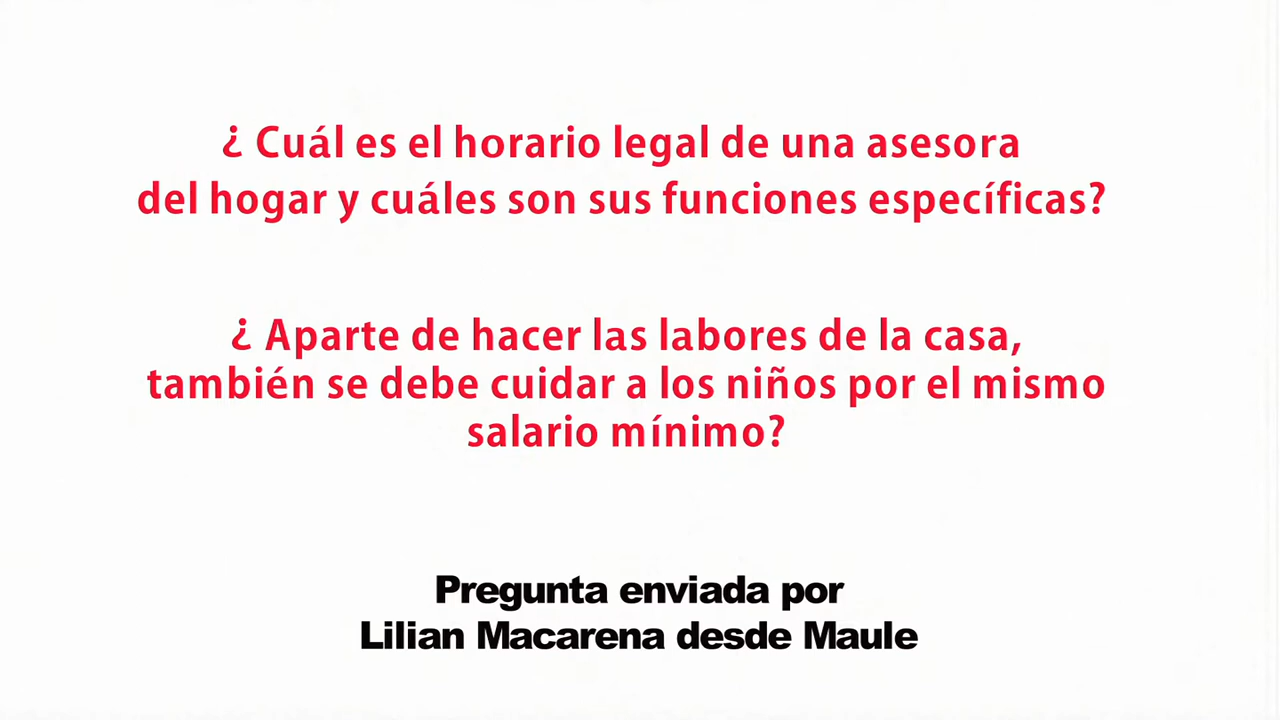 ¿ Cuál es el horario legal de una asesora
del hogar y cuáles son sus funciones específicas?
¿ Aparte de hacer las labores de la casa,
también se debe cuidar a los niños por el mismo
salario mínimo?
Pregunta enviada por
Lilian Macarena desde Maule